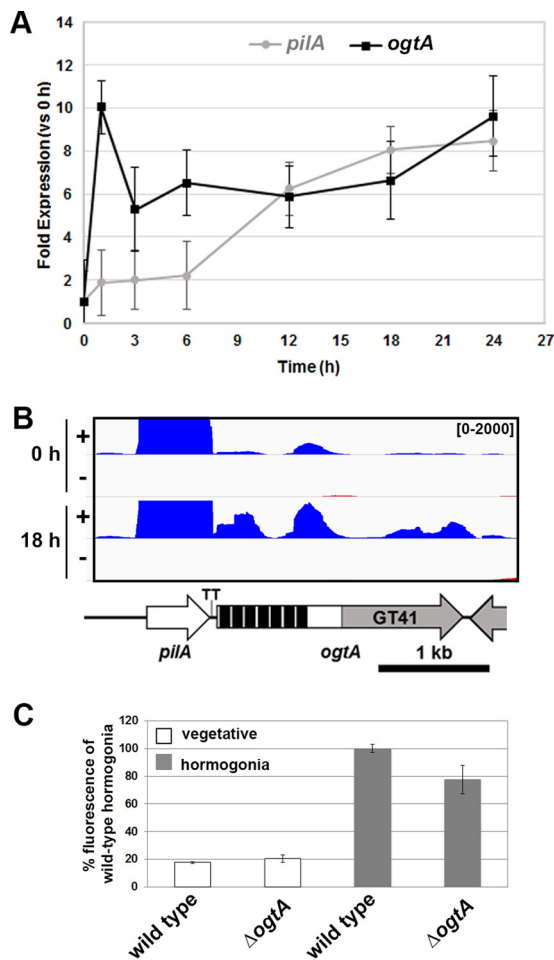 A
pilA ogtA
Fold Expression (vs 0 h)
14
12
10
8
6
4
2
0
0 3 6 9 12 15 18 21 24 27
Time (h)
B
[0-2000]
0 h + -
18 h + -
TT
GT41
pilA ogtA 1 kb
C
% fluorescence of
wild-type hormogonia
120
100
80
60
40
20
0
vegetative
hormogonia
wild type ΔogtA wild type ΔogtA